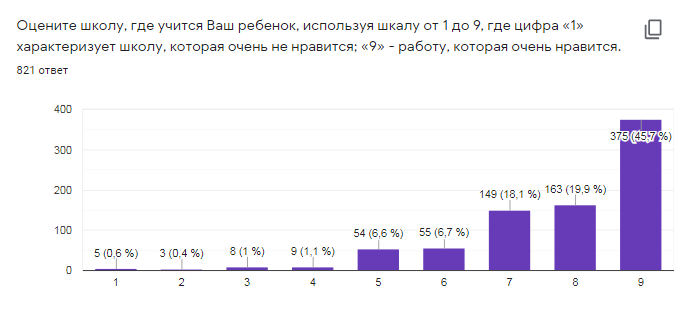 Оцените школу, где учится Ваш ребенок, используя шкалу от 1 до 9, где цифра «1»
характеризует школу, которая очень не нравится; «9» - работу, которая очень нравится.
821 ответ
400
300
200
100
0
5 (0,6 %)
3 (0,4 %)
8 (1 %)
9 (1,1 %)
54 (6,6 %)
55 (6,7 %)
149 (18,1 %)
163 (19,9 %)
375 (45,7 %)
1 2 3 4 5 6 7 8 9